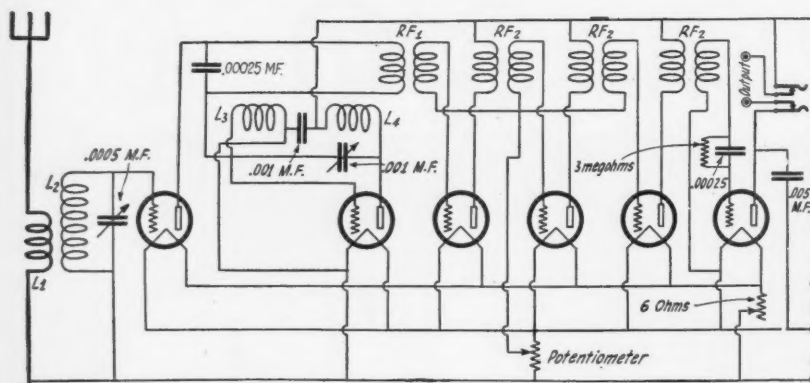 RF1
RF2
RF2
RF2
.00025 MF.
Output
L3
L4
.0005 M.F.
L2
.001 M.F.
.001 M.F.
3 megohms
.00025
.005
M.F.
L1
6 Ohms
Potentiometer